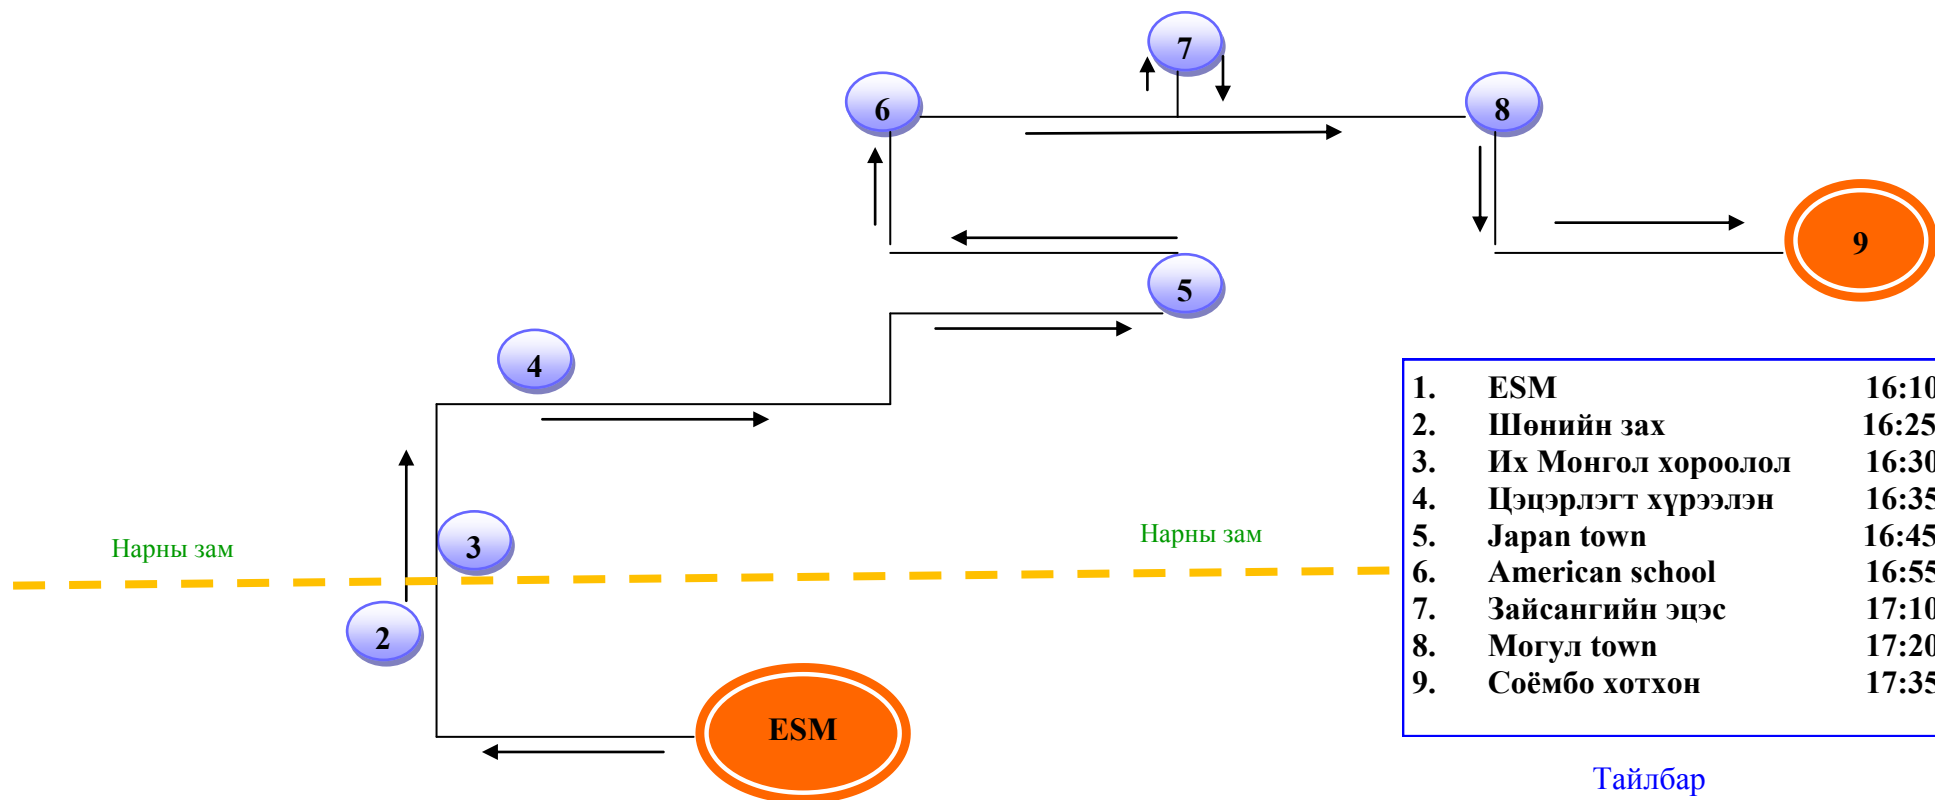 7
6
8
9
5
4
1. ESM 16:10
2. Шөнийн зах 16:25
3. Их Монгол хороолол 16:30
4. Цэцэрлэгт хүрээлэн 16:35
5. Japan town 16:45
6. American school 16:55
7. Зайсангийн эцэс 17:10
8. Могул town 17:20
9. Соёмбо хотхон 17:35
Нарны зам
3
Нарны зам
2
ESM
Тайлбар